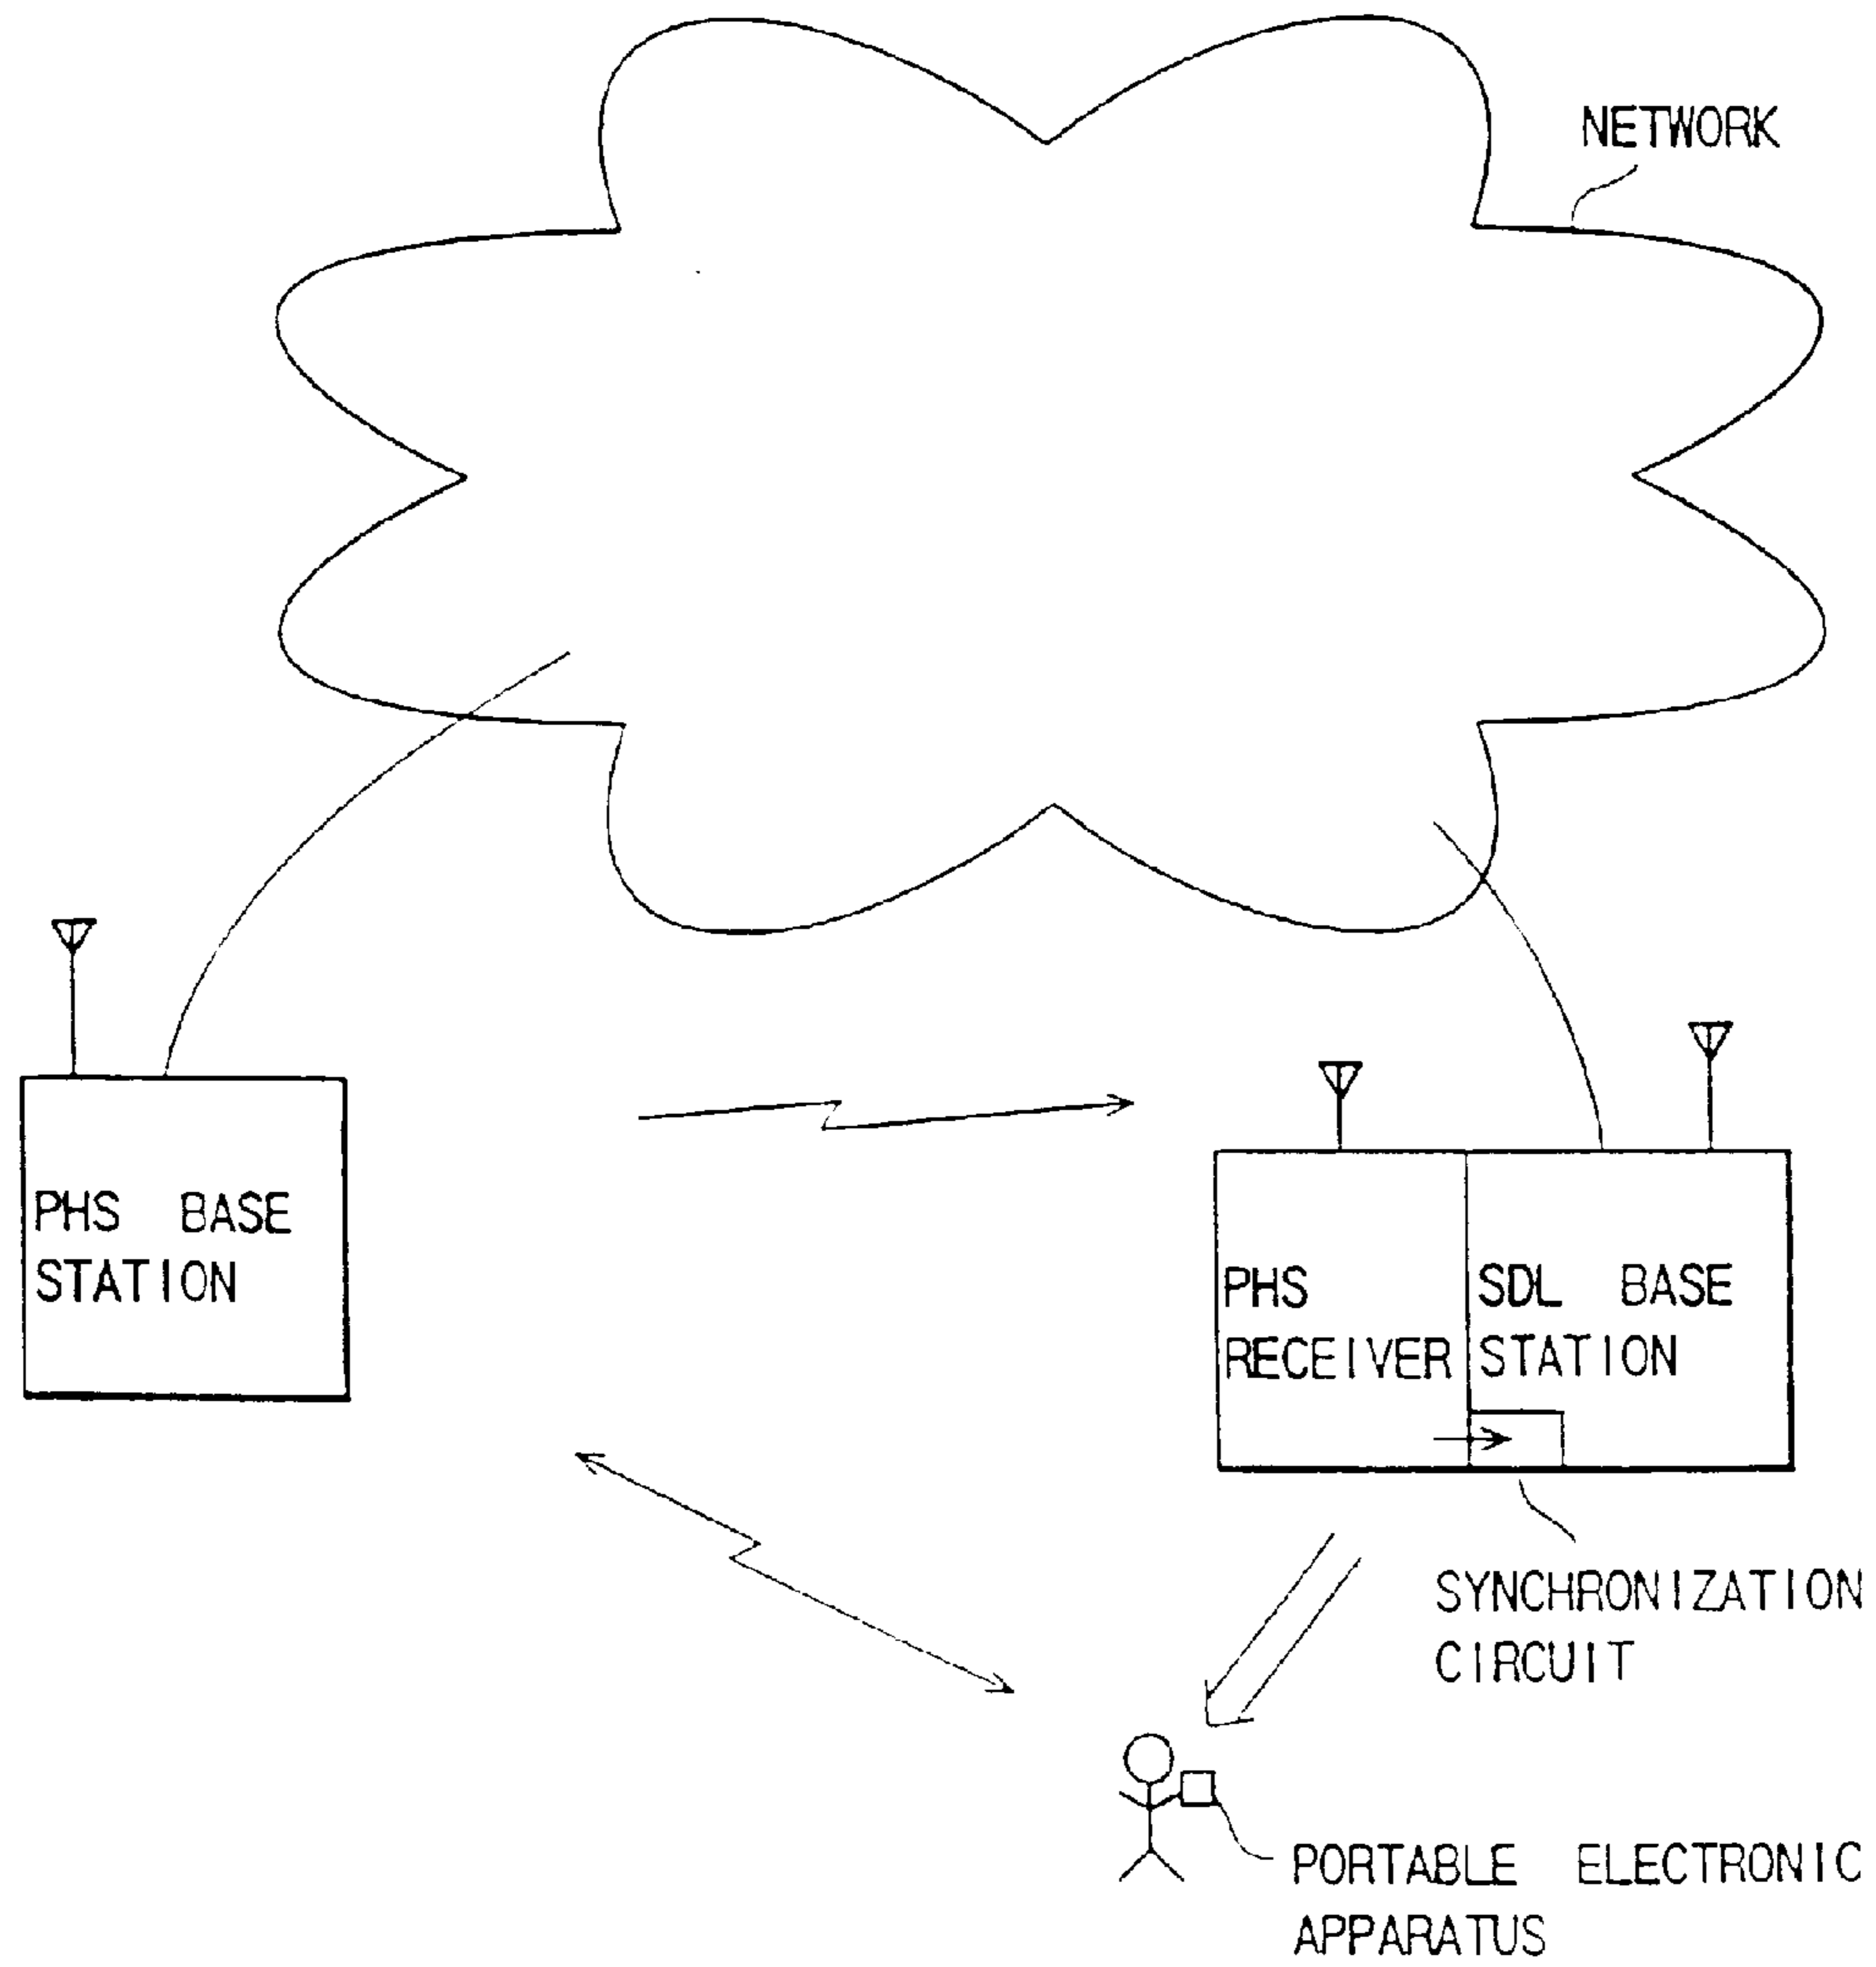 NETWORK
PHS BASE
STATION
PHS
RECEIVER
SDL BASE
STATION
SYNCHRONIZATION
CIRCUIT
PORTABLE ELECTRONIC
APPARATUS